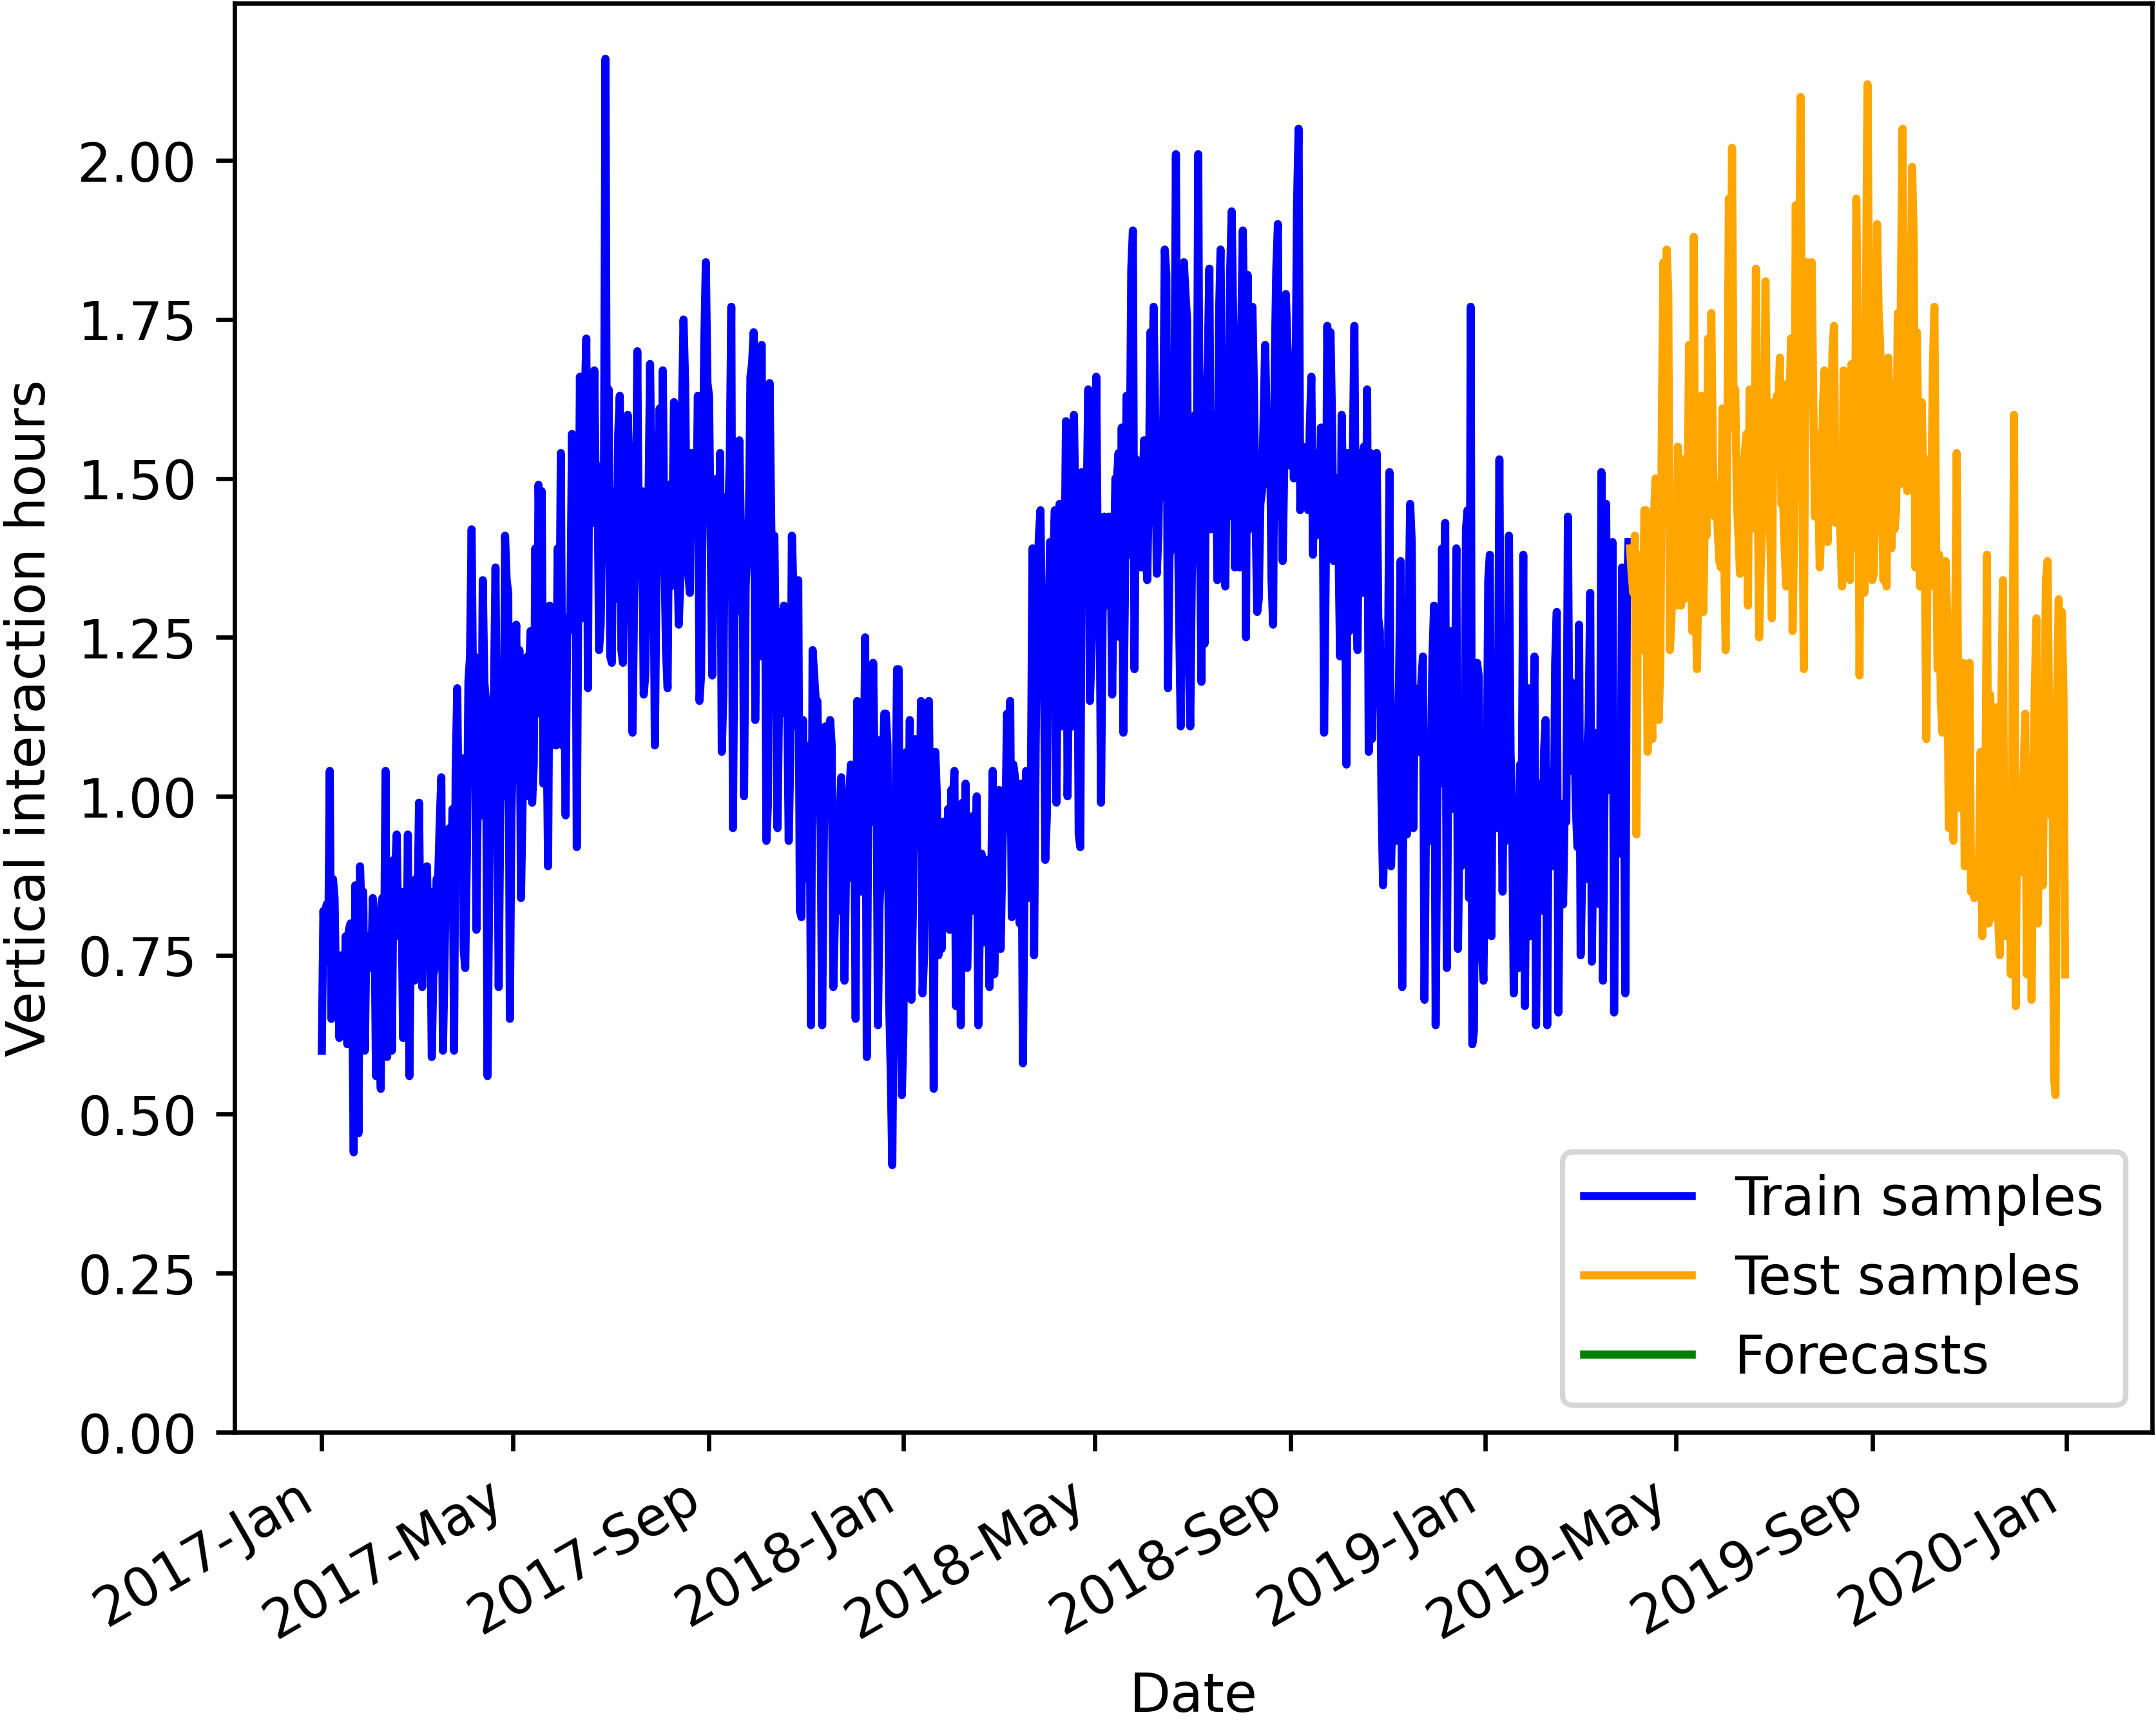 Vertical interaction hours
2.00
1.75
1.50
1.25
1.00
0.75
0.50
0.25
0.00
Train samples
Test samples
Forecasts
2017-Jan
2017-May
2017-Sep
2018-Jan
2018-May
2018-Sep
2019-Jan
2019-May
2019-Sep
2020-Jan
Date